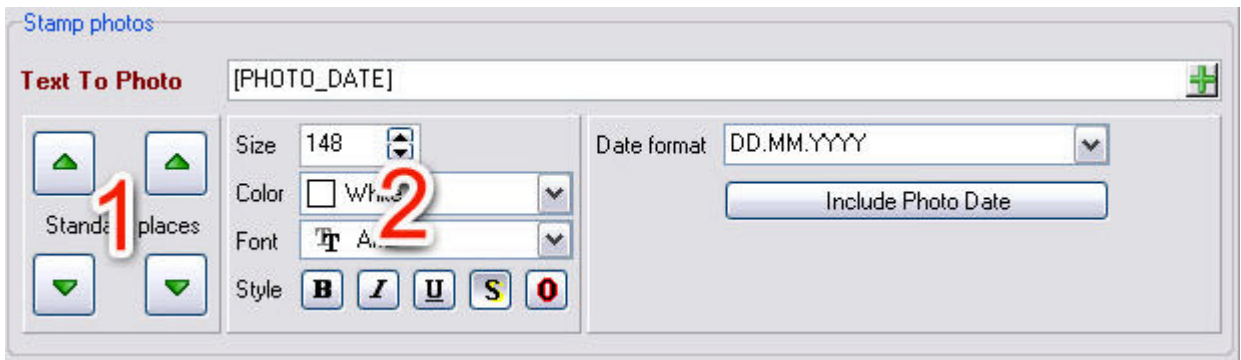 Stamp photos
Text To Photo [PHOTO_DATE]
Size 148
Color
Font
Style B I U S O
1
places
2
Date format DD.MM.YYYY
Include Photo Date